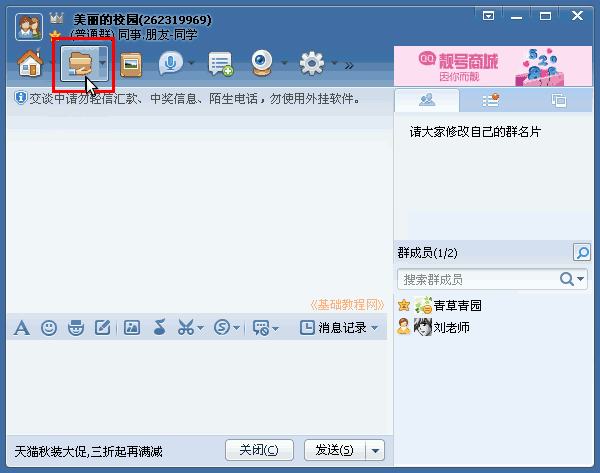 美丽的校园(262319969)
(普通群) 同事.朋友-同学
QQ 靓号商城
因你而靓
520
交谈中请勿轻信汇款、中奖信息、陌生电话，勿使用外挂软件。
请大家修改自己的群名片
群成员(1/2)
搜索群成员
青草青园
刘老师
《基础教程网》
消息记录
天猫秋装大促,三折起再满减
关闭(C)
发送(S)